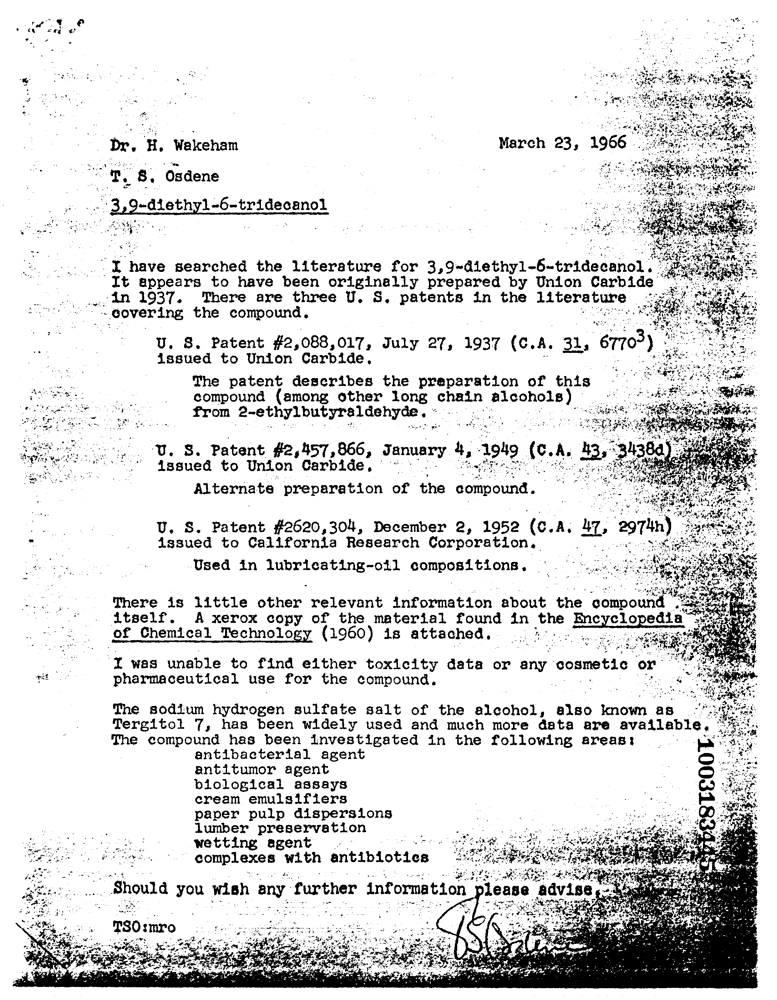 Dr. H. Wakeham March 23, 1966
T. S. Osdene
3,9-diethyl-6-tridecanol
I have searched the literature for 3,9-diethyl-6-tridecanol.
It appears to have been originally prepared by Union Carbide
in 1937. There are three U. S. patents in the literature
covering the compound.
U. S. Patent #2,088,017, July 27, 1937 (C.A. 31, 6770³)
issued to Union Carbide.
The patent describes the preparation of this
compound (among other long chain alcohols)
from 2-ethylbutyraldehyde.
U. S. Patent #2,457,866, January 4, 1949 (C.A. 43, 3438d)
issued to Union Carbide.
Alternate preparation of the compound.
U. S. Patent #2620,304, December 2, 1952 (C.A. 47, 2974h)
issued to California Research Corporation.
Used in lubricating-oil compositions.
There is little other relevant information about the compound
itself. A xerox copy of the material found in the Encyclopedia
of Chemical Technology (1960) is attached.
I was unable to find either toxicity data or any cosmetic or
pharmaceutical use for the compound.
The sodium hydrogen sulfate salt of the alcohol, also known as
Tergitol 7, has been widely used and much more data are available.
The compound has been investigated in the following areas:
antibacterial agent
antitumor agent
biological assays
cream emulsifiers
paper pulp dispersions
lumber preservation
wetting agent
complexes with antibiotics
Should you wish any further information please advise.
TSO:mro
TSOsdene
1003183445